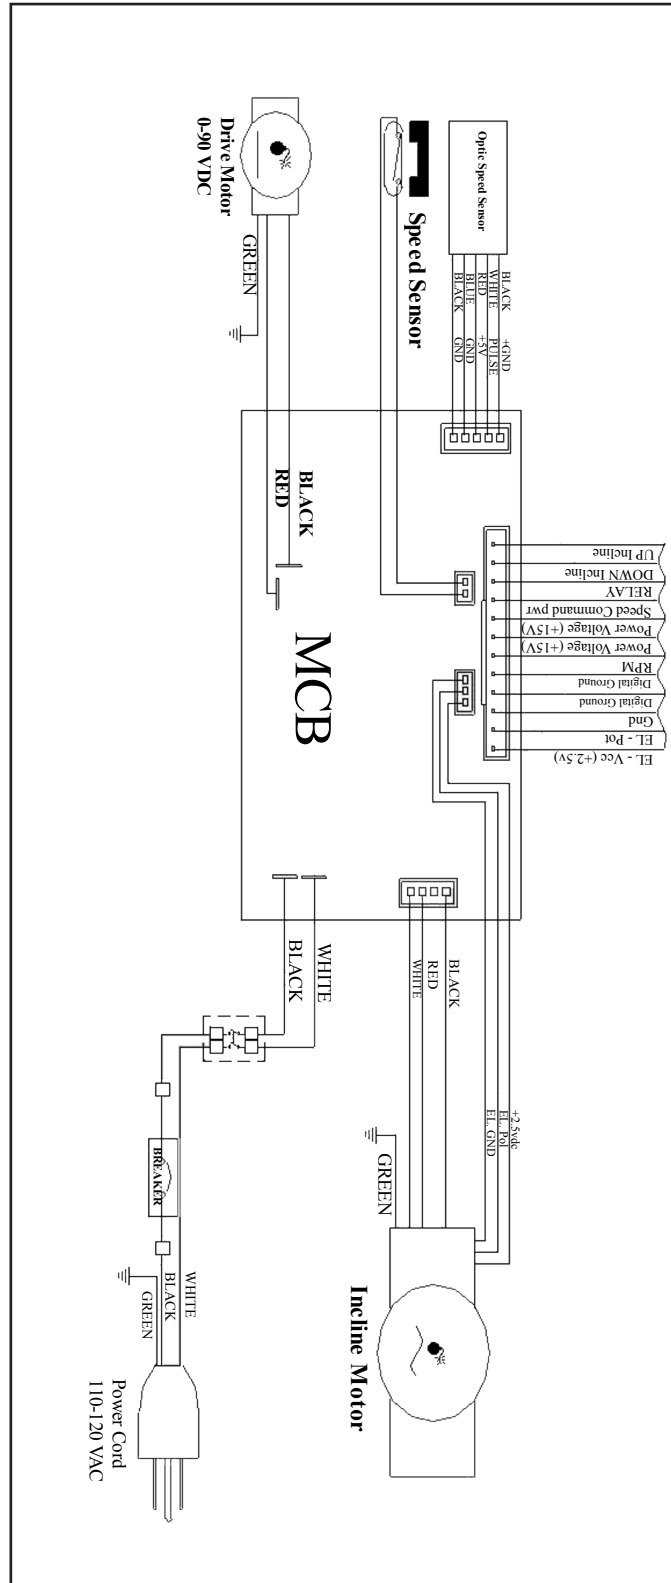 Drive Motor
0-90 VDC
GREEN
Speed Sensor
Optic Speed Sensor
BLACK
WHITE
RED
BLUE
BLACK
+GND
PULSE
+5V
GND
GND
BLACK
RED
MCB
UP Incline
DOWN Incline
RELAY
Speed Command pwr
Power Voltage (+15V)
Power Voltage (+15V)
RPM
Digital Ground
Digital Ground
Gnd
EL - Pot
EL - Vcc (+2.5v)
WHITE
BLACK
BLACK
RED
WHITE
+2.5vdc
EL. Pol
EL. GND
GREEN
Incline Motor
BREAKER
WHITE
BLACK
GREEN
Power Cord
110-120 VAC